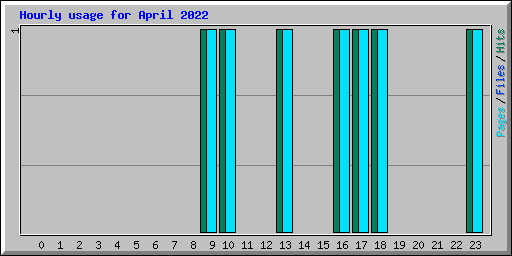 Hourly usage for April 2022
1
Pages/Files/Hits
0 1 2 3 4 5 6 7 8 9 10 11 12 13 14 15 16 17 18 19 20 21 22 23